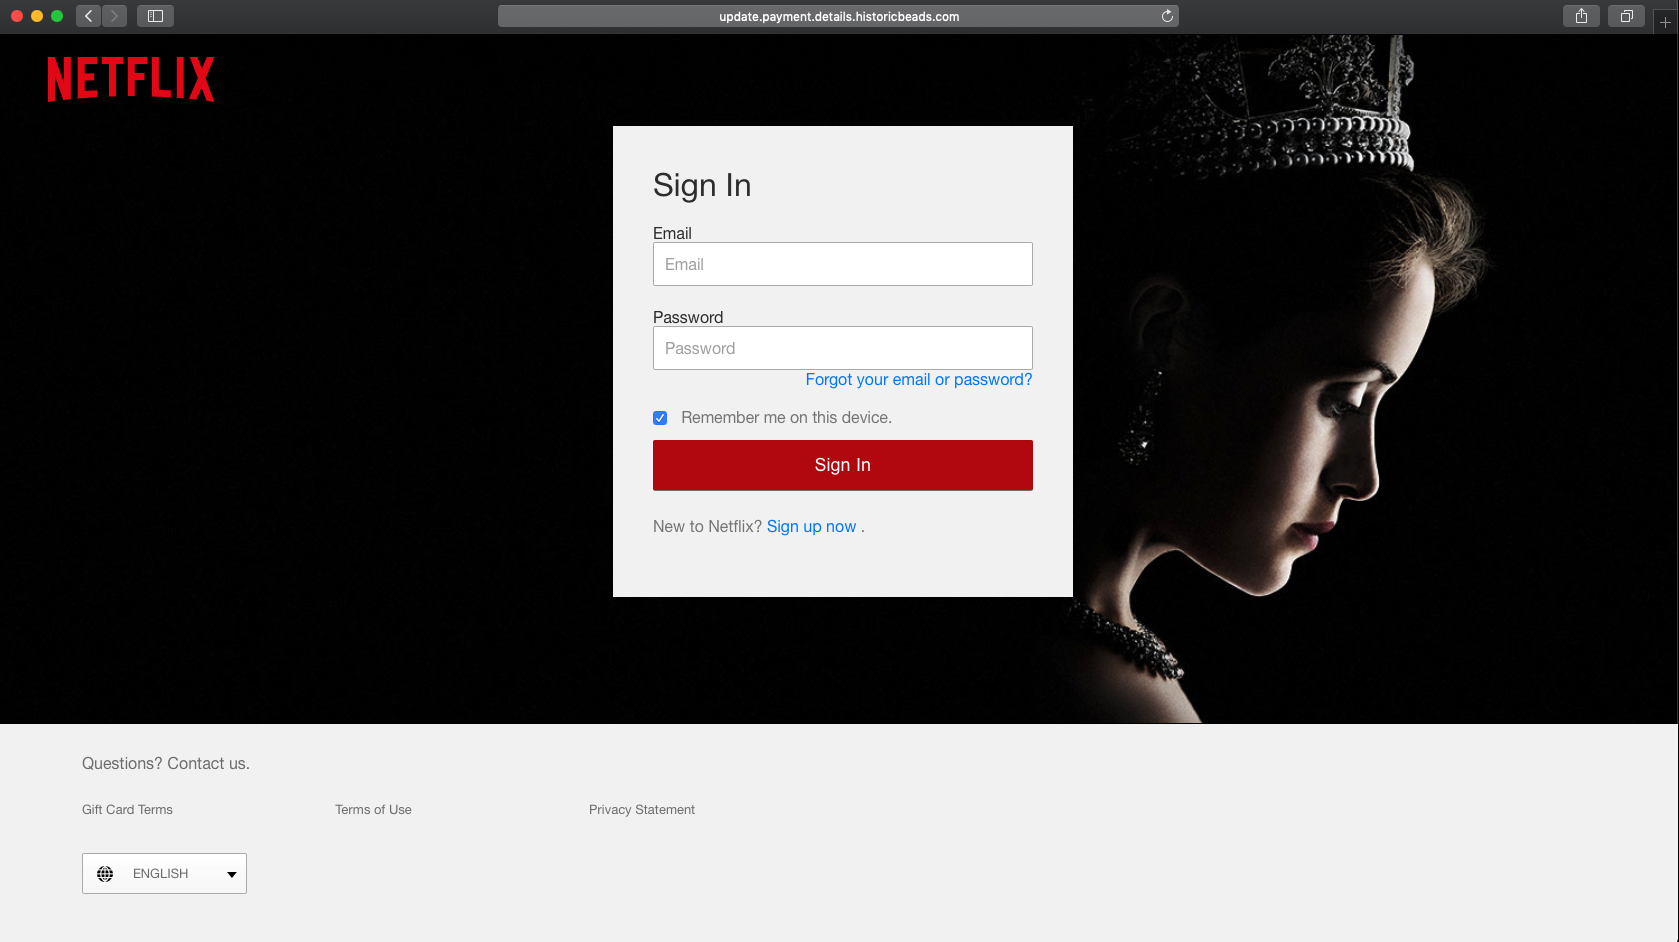 update.payment.details.historicbeads.com
NETFLIX
Sign In
Email
Email
Password
Password
Forgot your email or password?
Remember me on this device.
Sign In
New to Netflix? Sign up now .
Questions? Contact us.
Gift Card Terms Terms of Use Privacy Statement
ENGLISH